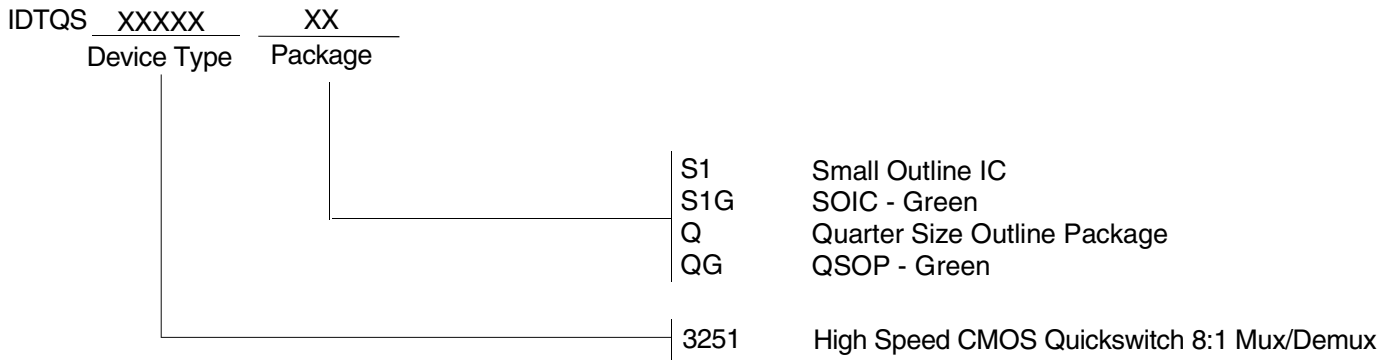 IDTQS XXXXX XX
Device Type Package
S1 Small Outline IC
S1G SOIC - Green
Q Quarter Size Outline Package
QG QSOP - Green
3251 High Speed CMOS Quickswitch 8:1 Mux/Demux